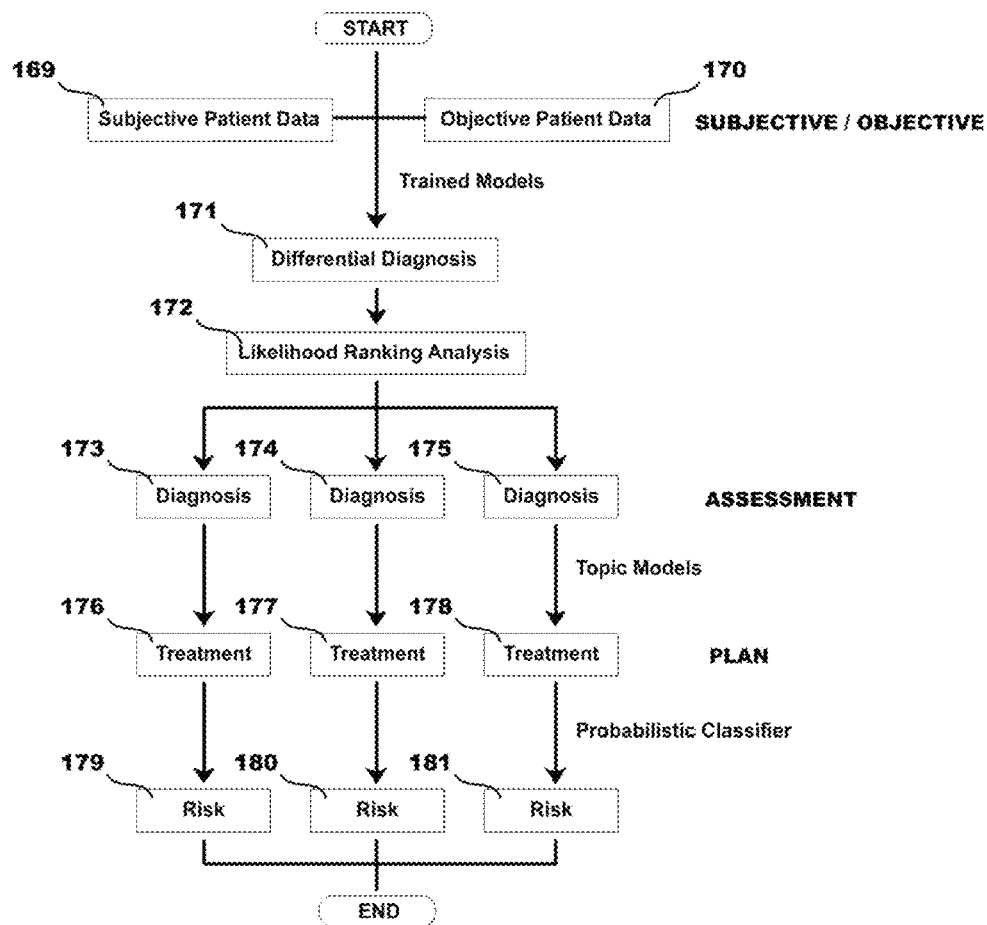 START
169
170
Subjective Patient Data
Objective Patient Data
SUBJECTIVE / OBJECTIVE
Trained Models
171
Differential Diagnosis
172
Likelihood Ranking Analysis
173
174
175
Diagnosis
Diagnosis
Diagnosis
ASSESSMENT
Topic Models
176
177
178
Treatment
Treatment
Treatment
PLAN
Probabilistic Classifier
179
180
181
Risk
Risk
Risk
END